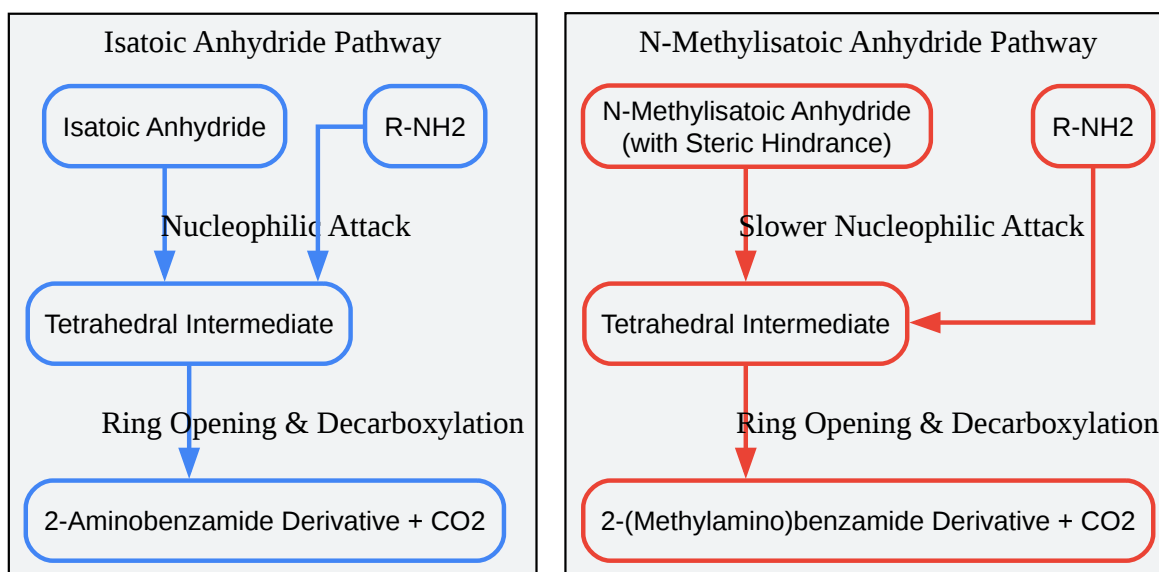 Isatoic Anhydride Pathway
Isatoic Anhydride
R-NH2
Nucleophilic Attack
Tetrahedral Intermediate
Ring Opening & Decarboxylation
2-Aminobenzamide Derivative + CO2
N-Methylisatoic Anhydride Pathway
N-Methylisatoic Anhydride
(with Steric Hindrance)
R-NH2
Slower Nucleophilic Attack
Tetrahedral Intermediate
Ring Opening & Decarboxylation
2-(Methylamino)benzamide Derivative + CO2